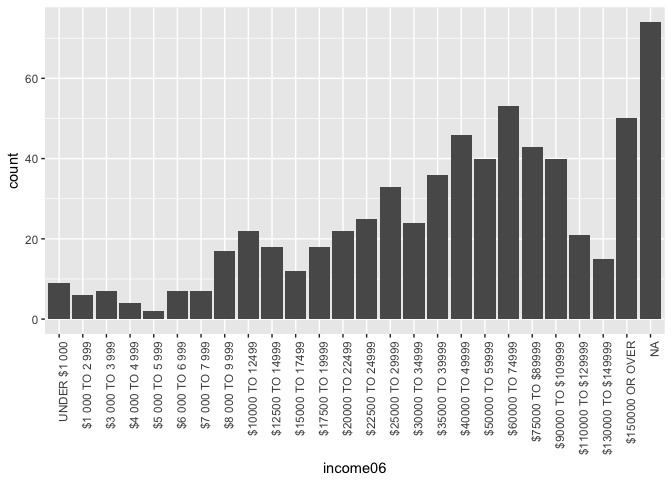 60
40
20
0
count
UNDER $1 000
$1 000 TO 2 999
$3 000 TO 3 999
$4 000 TO 4 999
$5 000 TO 5 999
$6 000 TO 6 999
$7 000 TO 7 999
$8 000 TO 9 999
$10000 TO 12499
$12500 TO 14999
$15000 TO 17499
$17500 TO 19999
$20000 TO 22499
$22500 TO 24999
$25000 TO 29999
$30000 TO 34999
$35000 TO 39999
$40000 TO 49999
$50000 TO 59999
$60000 TO 74999
$75000 TO $89999
$90000 TO $109999
$110000 TO $129999
$130000 TO $149999
$150000 OR OVER
NA
income06